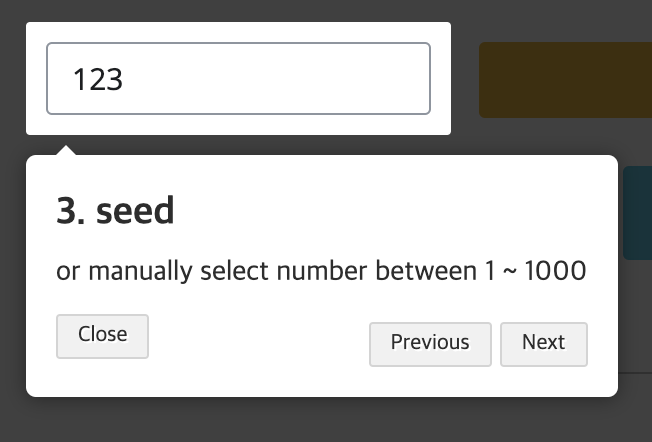 123
3. seed
or manually select number between 1 ~ 1000
Close
Previous
Next